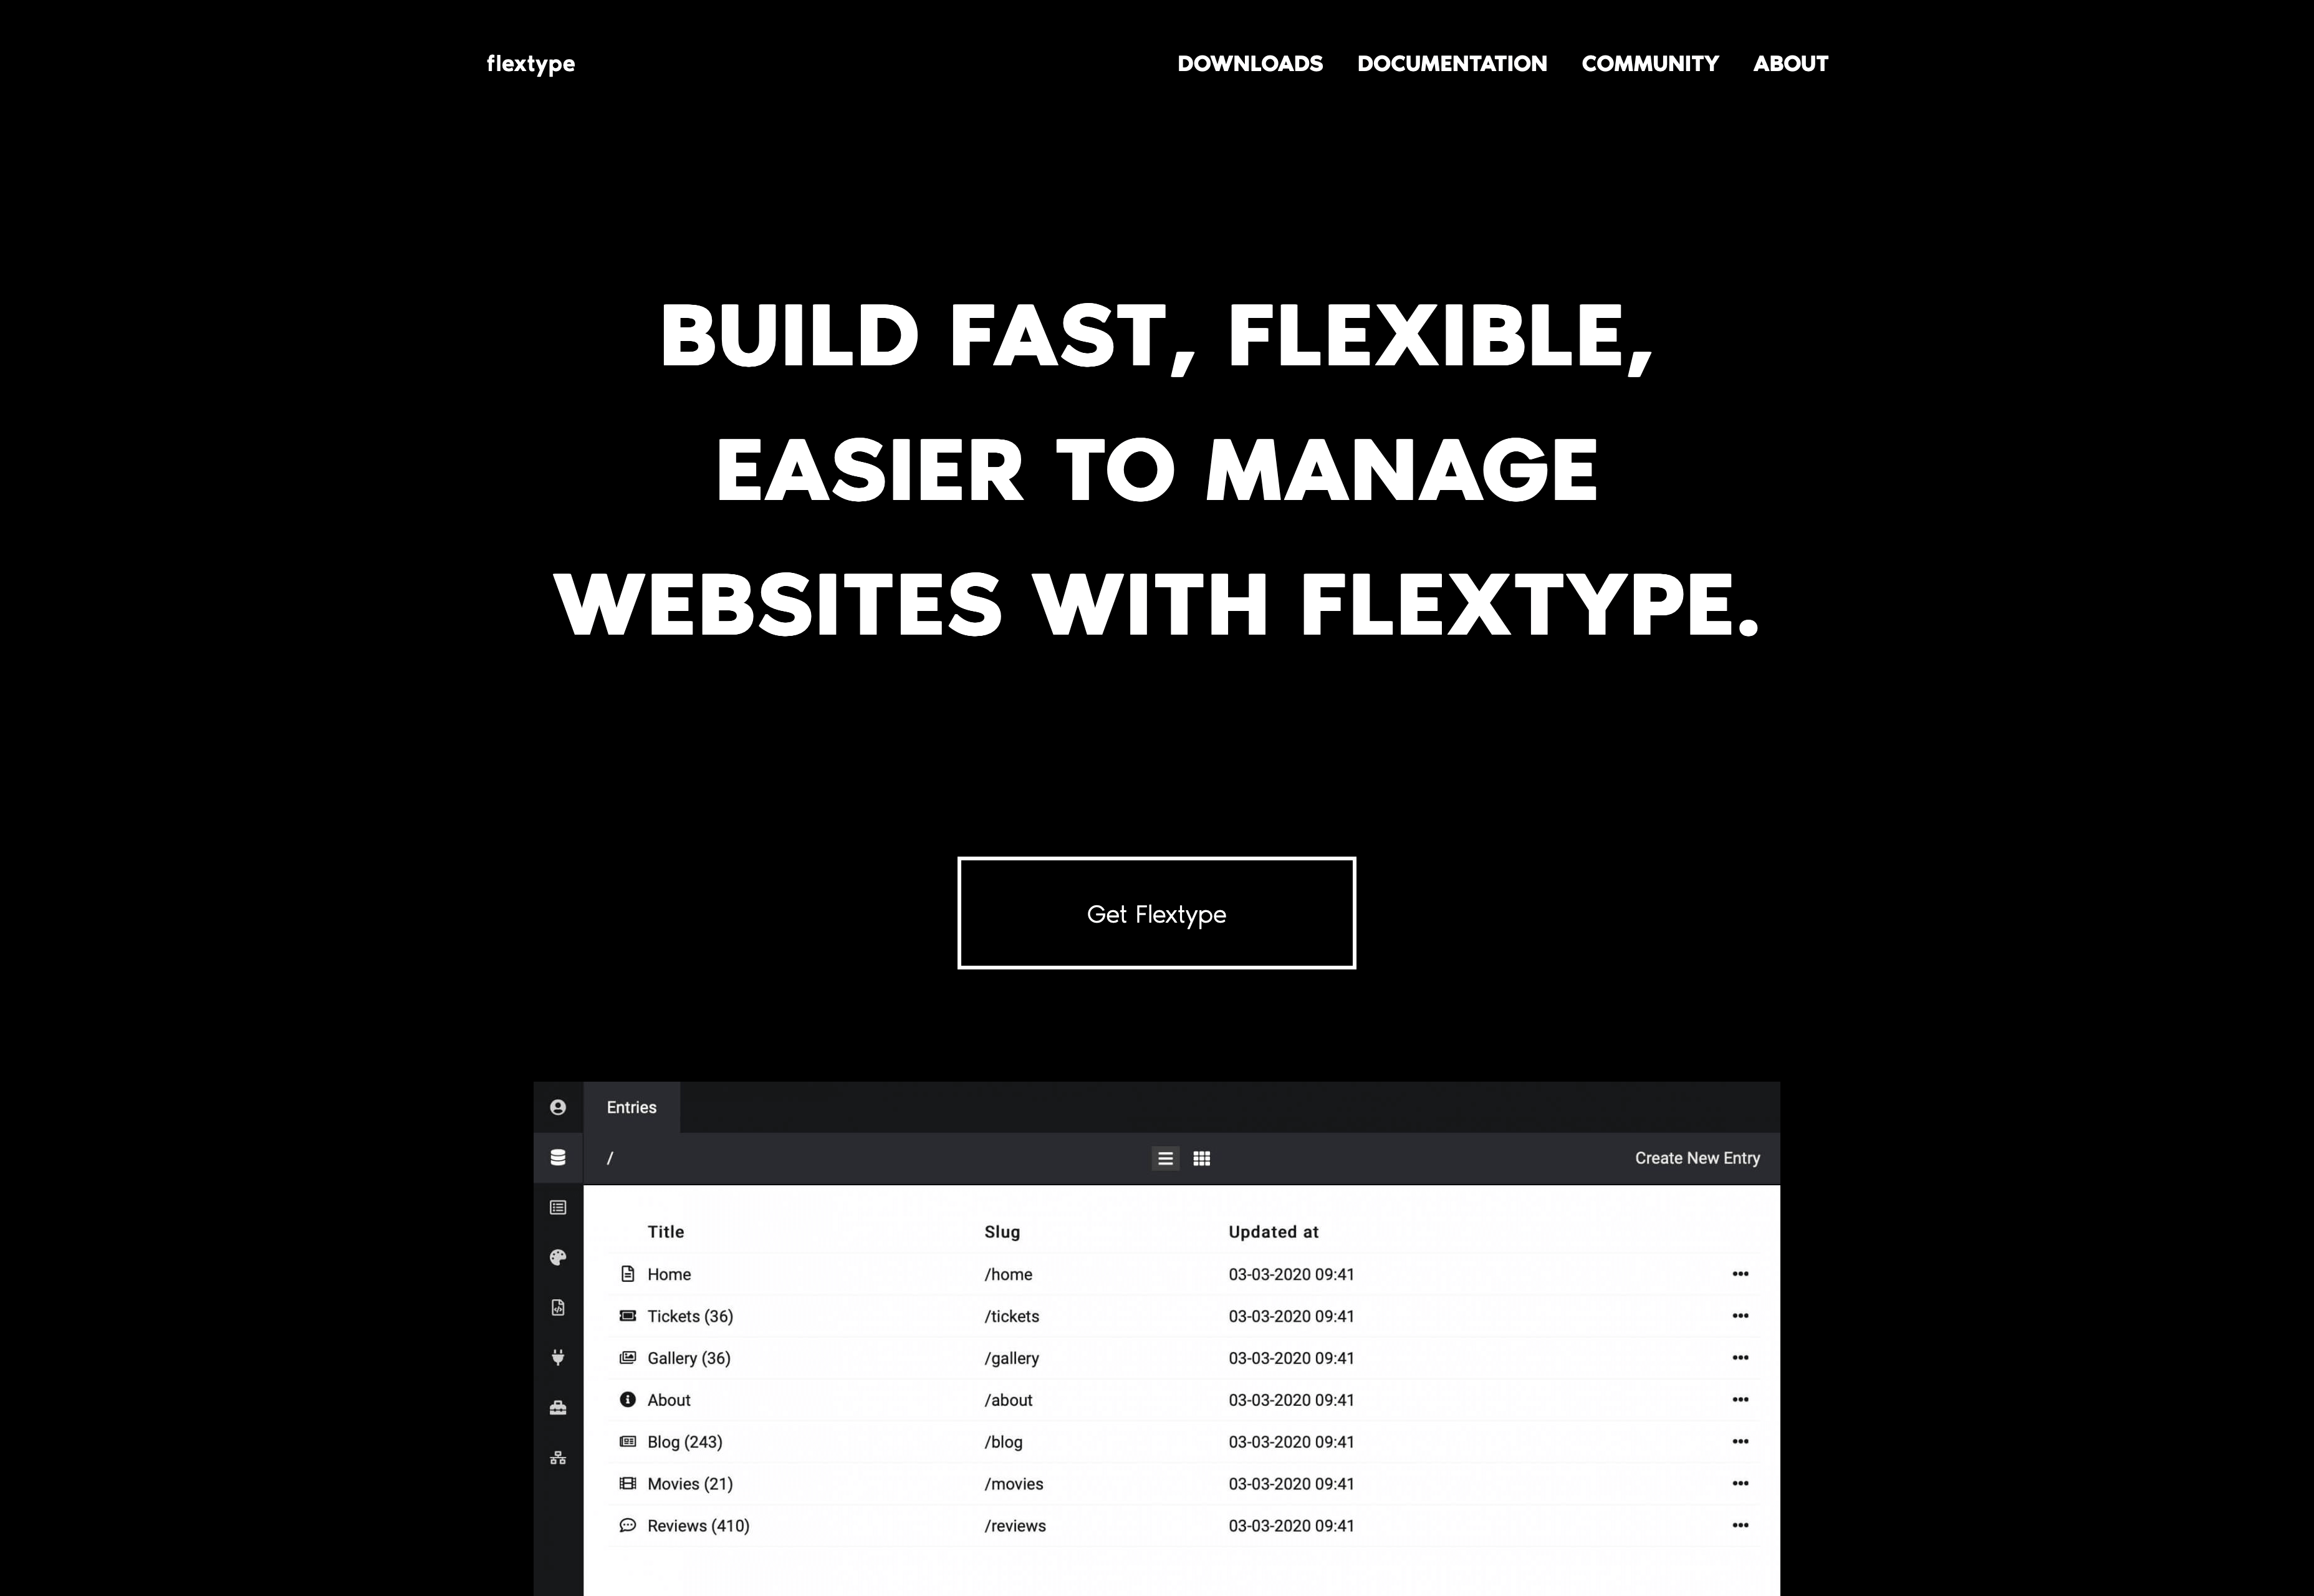 flextype
DOWNLOADS DOCUMENTATION COMMUNITY ABOUT
BUILD FAST, FLEXIBLE,
EASIER TO MANAGE
WEBSITES WITH FLEXTYPE.
Get Flextype
Entries
/ Create New Entry
Title Slug Updated at
Home /home 03-03-2020 09:41
Tickets (36) /tickets 03-03-2020 09:41
Gallery (36) /gallery 03-03-2020 09:41
About /about 03-03-2020 09:41
Blog (243) /blog 03-03-2020 09:41
Movies (21) /movies 03-03-2020 09:41
Reviews (410) /reviews 03-03-2020 09:41